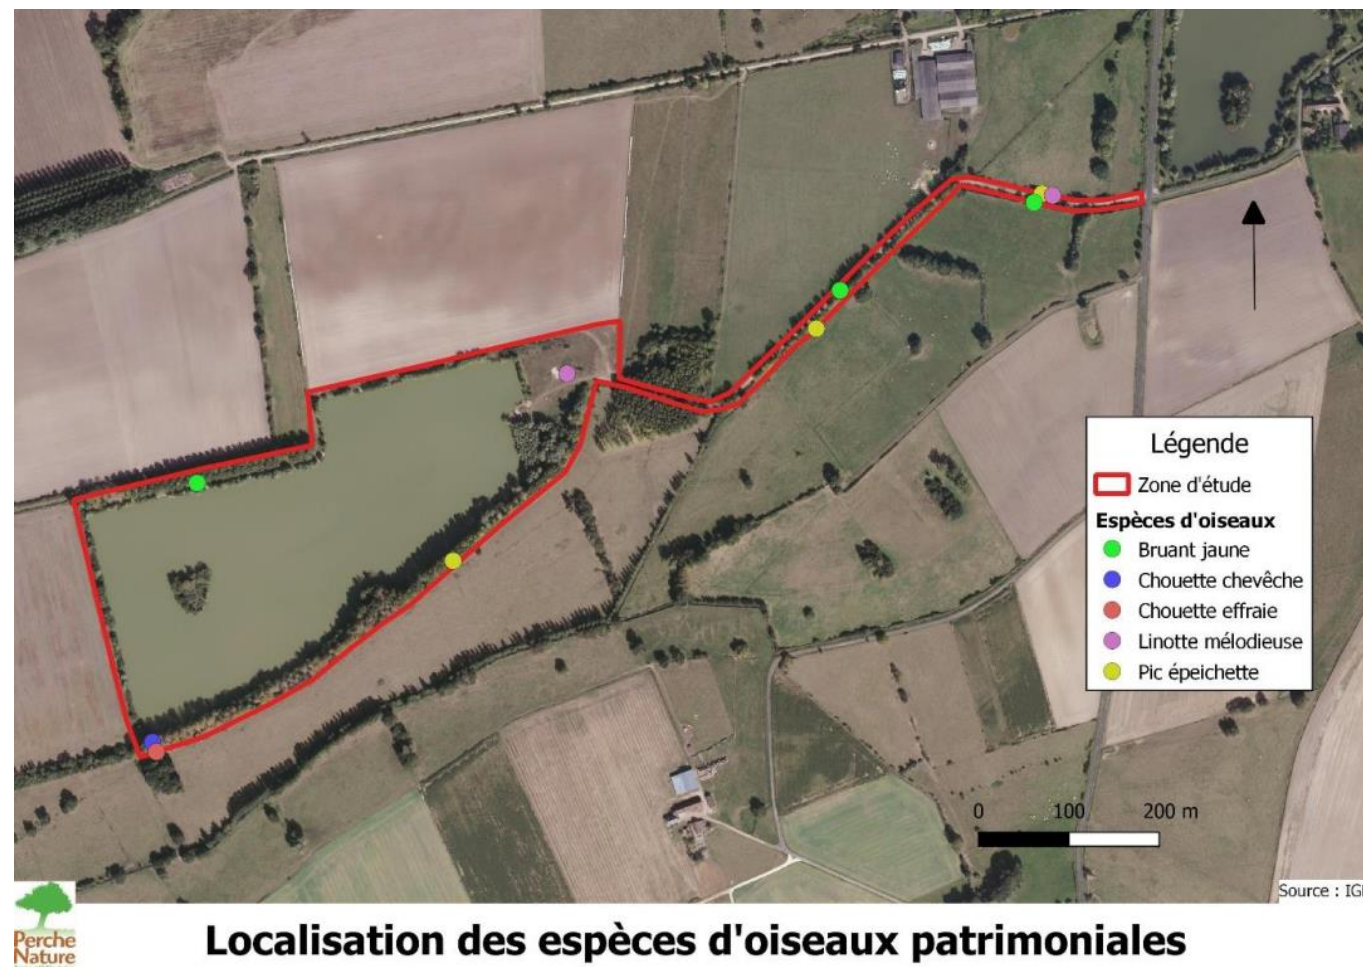 Légende
Zone d'étude
Espèces d'oiseaux
Bruant jaune
Chouette chevêche
Chouette effraie
Linotte mélodieuse
Pic épeichette
0 100 200 m
Source : IG
Perche
Nature
Localisation des espèces d'oiseaux patrimoniales